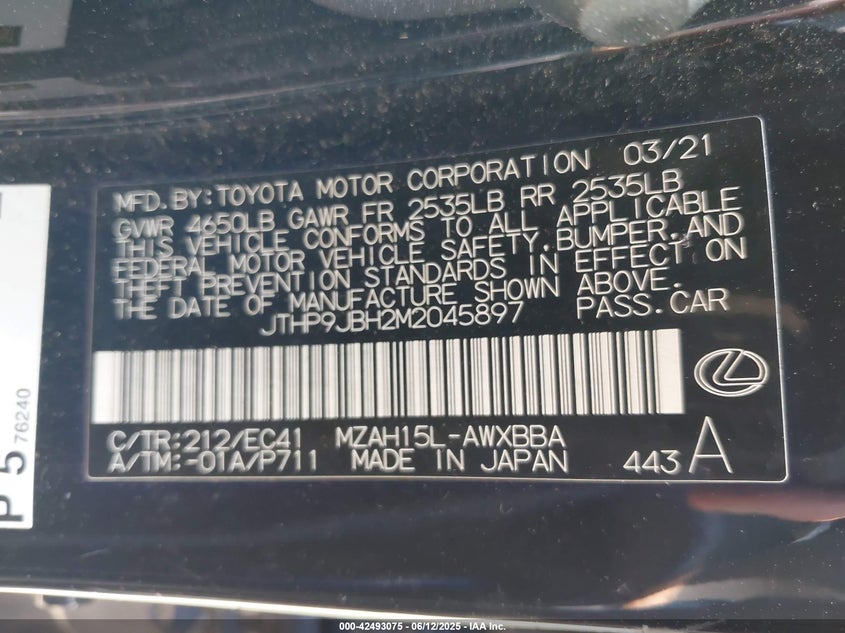 MFD.BY:TOYOTA MOTOR CORPORATION 03/21
GVWR 4650LB GAWR FR 2535LB RR 2535LB
THIS VEHICLE CONFORMS TO ALL APPLICABLE
FEDERAL MOTOR VEHICLE SAFETY,BUMPER,AND
THEFT PREVENTION STANDARDS IN EFFECT ON
THE DATE OF MANUFACTURE SHOWN ABOVE.
JTHP9JBH2M2045897 PASS.CAR
C/TR:212/EC41 MZAH15L-AWXBBA
A/TM:-01A/P711 MADE IN JAPAN 443 A
P 5 76240
000-42493075 - 06/12/2025 - IAA Inc.